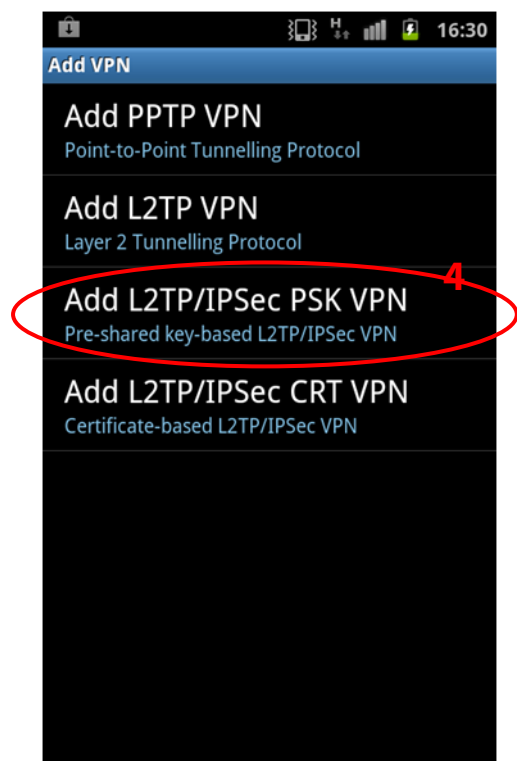 H 16:30
Add VPN
Add PPTP VPN
Point-to-Point Tunnelling Protocol
Add L2TP VPN
Layer 2 Tunnelling Protocol
4
Add L2TP/IPSec PSK VPN
Pre-shared key-based L2TP/IPSec VPN
Add L2TP/IPSec CRT VPN
Certificate-based L2TP/IPSec VPN